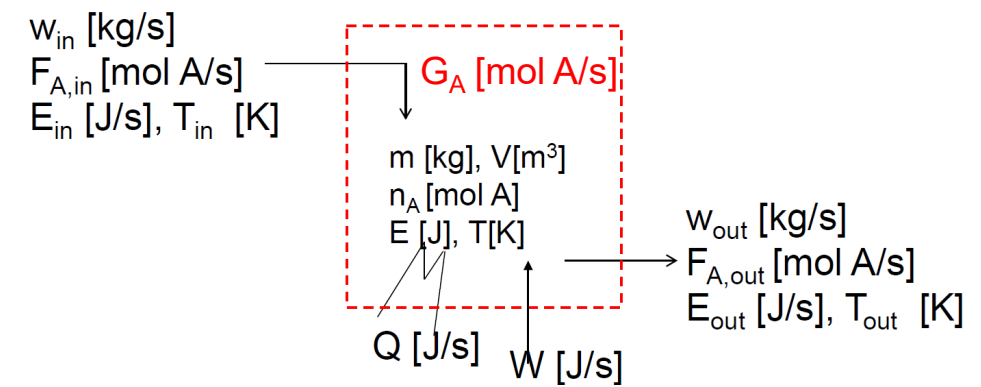 w_in [kg/s]
F_A,in [mol A/s]
E_in [J/s], T_in [K]
G_A [mol A/s]
m [kg], V[m³]
n_A [mol A]
E [J], T[K]
w_out [kg/s]
F_A,out [mol A/s]
E_out [J/s], T_out [K]
Q [J/s]
W [J/s]